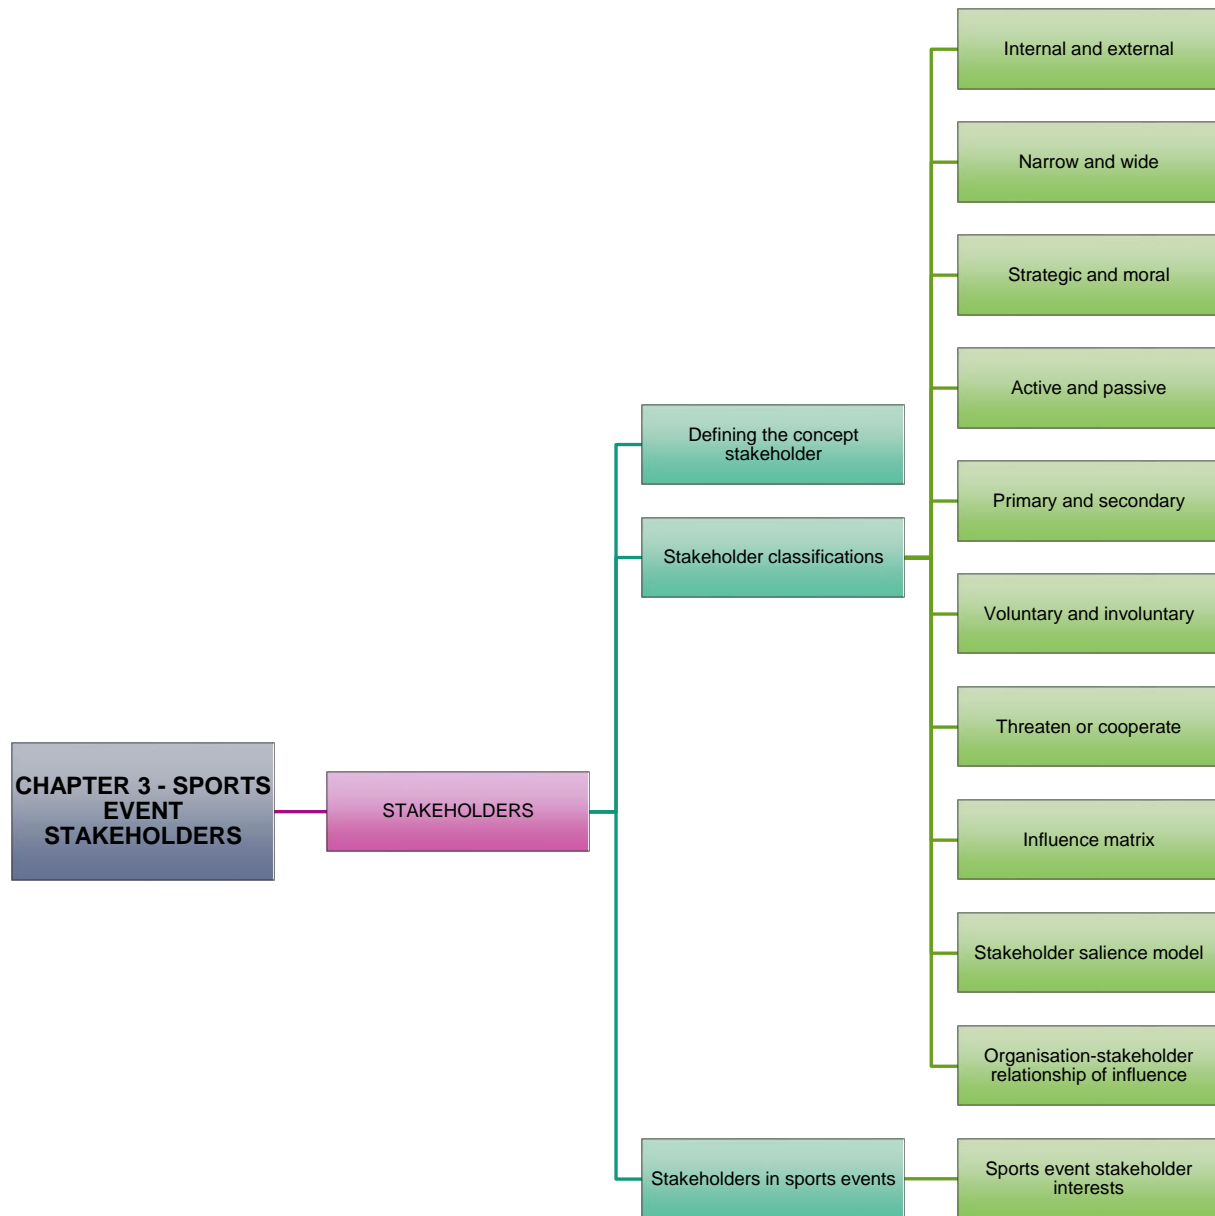 CHAPTER 3 - SPORTS
EVENT
STAKEHOLDERS
STAKEHOLDERS
Defining the concept
stakeholder
Stakeholder classifications
Internal and external
Narrow and wide
Strategic and moral
Active and passive
Primary and secondary
Voluntary and involuntary
Threaten or cooperate
Influence matrix
Stakeholder salience model
Organisation-stakeholder
relationship of influence
Stakeholders in sports events
Sports event stakeholder
interests